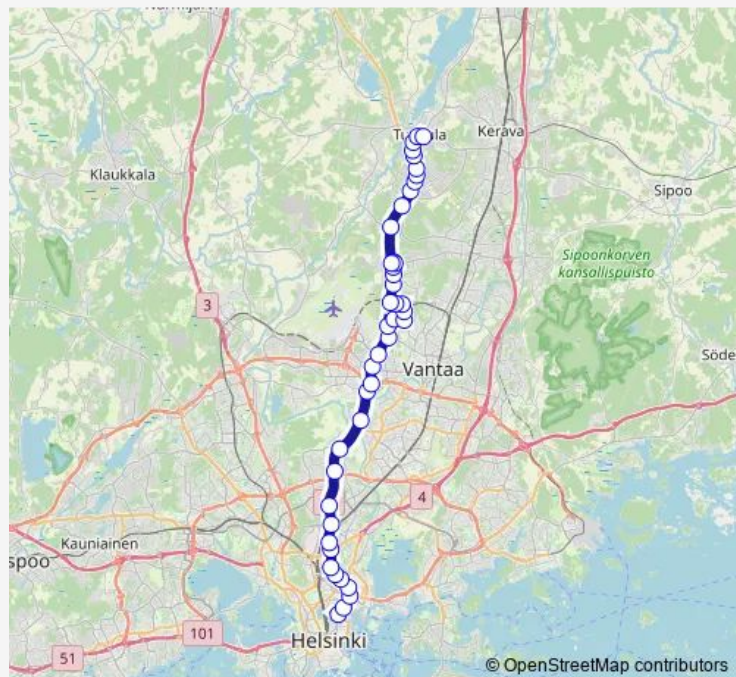 Kerava
Klaukkala
Sipoo
Sipoonkorven
kansallispuisto
3
Vantaa
Söde
4
Kauniainen
spoo
101
Helsinki
51
© OpenStreetMap contributors